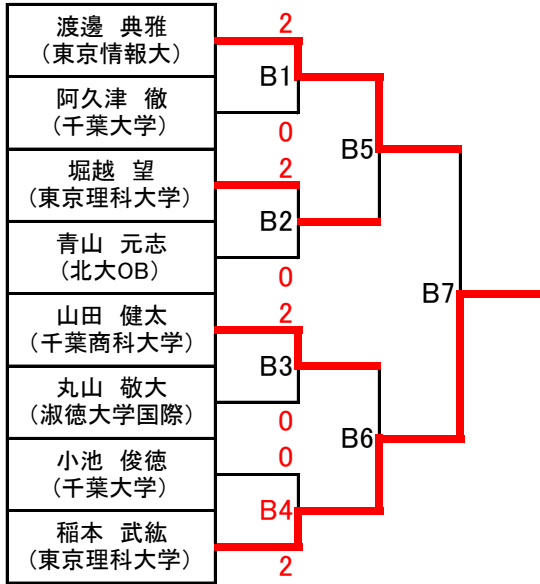 渡邊 典雅
(東京情報大)
2
B1
阿久津 徹
(千葉大学)
0
B5
堀越 望
(東京理科大学)
2
B2
青山 元志
(北大OB)
0
B7
山田 健太
(千葉商科大学)
2
B3
丸山 敬大
(淑徳大学国際)
0
B6
小池 俊徳
(千葉大学)
0
B4
稲本 武紘
(東京理科大学)
2